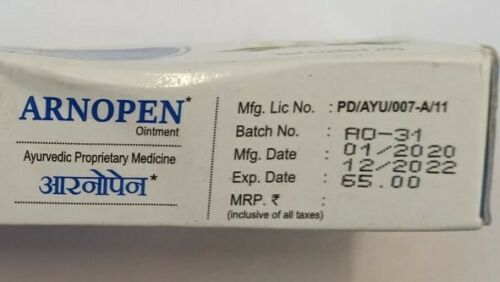 ARNOPEN*
Ointment
Ayurvedic Proprietary Medicine
आरनोपेन*
Mfg. Lic No. : PD/AYU/007-A/11
Batch No. : AO-31
Mfg. Date : 01/2020
Exp. Date : 12/2022
MRP. ₹ : 65.00
(inclusive of all taxes)